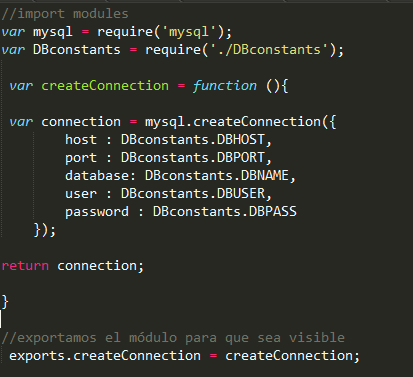 //import modules
var mysql = require('mysql');
var DBconstants = require('./DBconstants');
var createConnection = function (){
var connection = mysql.createConnection({
host : DBconstants.DBHOST,
port : DBconstants.DBPORT,
database: DBconstants.DBNAME,
user : DBconstants.DBUSER,
password : DBconstants.DBPASS
});
return connection;
}
//exportamos el módulo para que sea visible
exports.createConnection = createConnection;